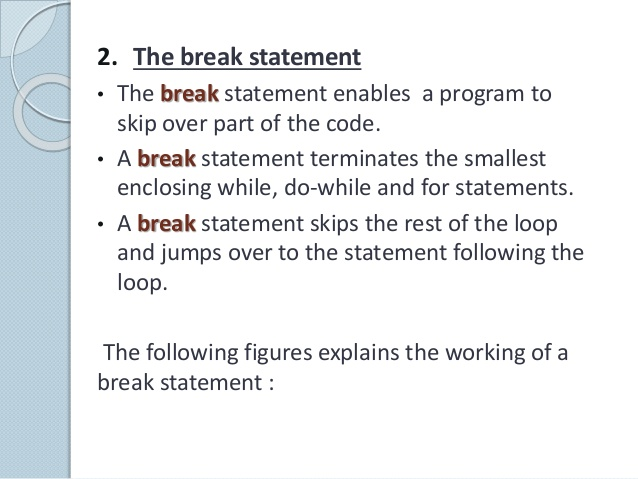 2. The break statement
• The break statement enables a program to
skip over part of the code.
• A break statement terminates the smallest
enclosing while, do-while and for statements.
• A break statement skips the rest of the loop
and jumps over to the statement following the
loop.
The following figures explains the working of a
break statement :